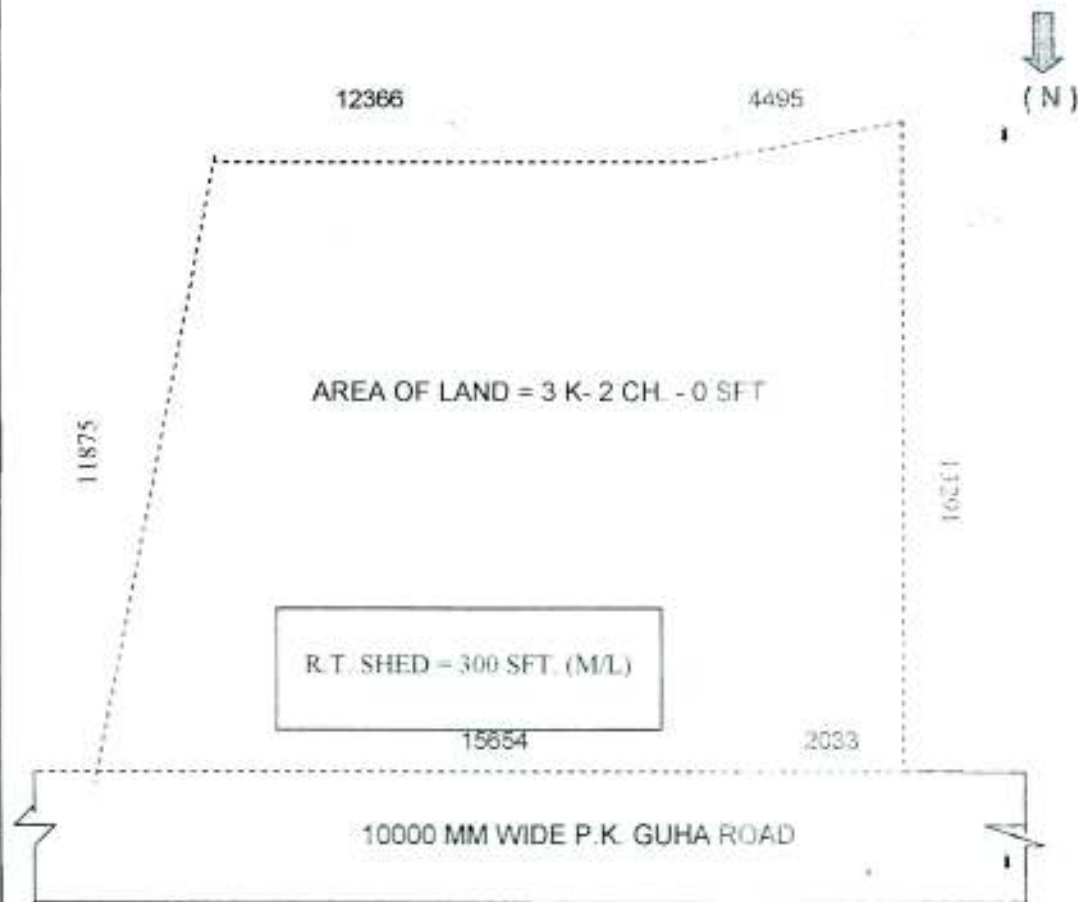 12366
4495
( N )
AREA OF LAND = 3 K- 2 CH. - 0 SFT
11875
13291
R.T. SHED = 300 SFT. (M/L)
15654
2033
10000 MM WIDE P.K. GUHA ROAD